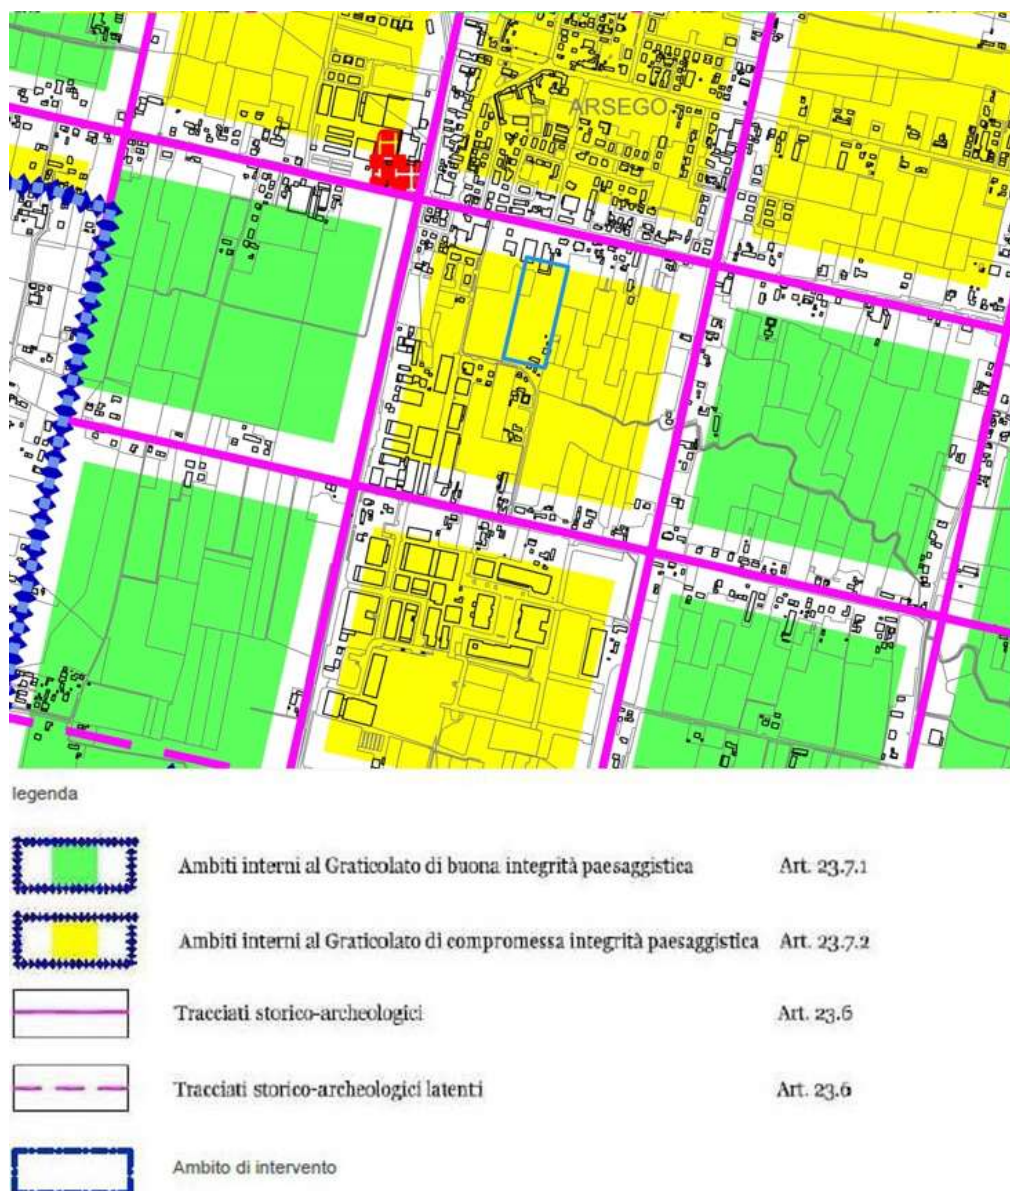 ARSEGO
legenda
Ambiti interni al Graticolato di buona integrità paesaggistica Art. 23.7.1
Ambiti interni al Graticolato di compromessa integrità paesaggistica Art. 23.7.2
Tracciati storico-archeologici Art. 23.6
Tracciati storico-archeologici latenti Art. 23.6
Ambito di intervento